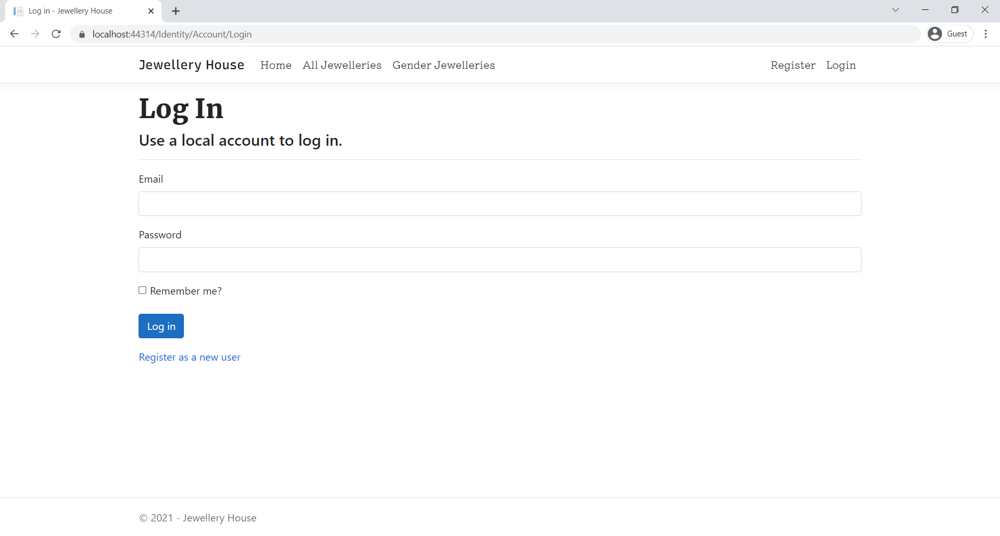 Log in - Jewellery House
localhost:44314/Identity/Account/Login
Guest
Jewellery House Home All Jewelleries Gender Jewelleries Register Login
Log In
Use a local account to log in.
Email
Password
Remember me?
Log in
Register as a new user
© 2021 - Jewellery House